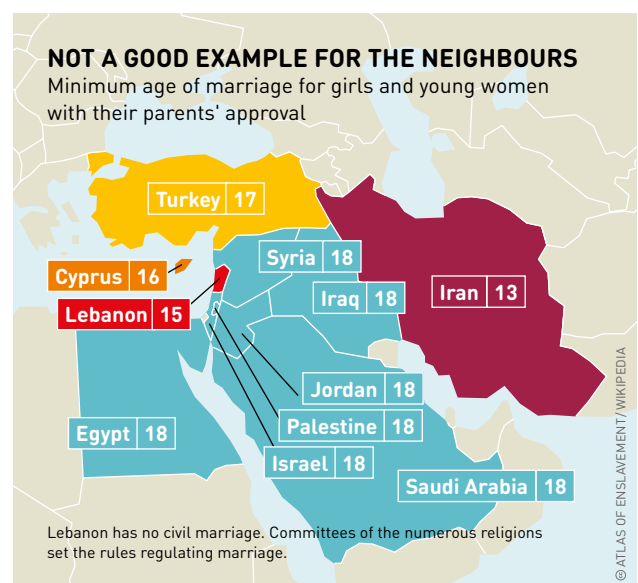 NOT A GOOD EXAMPLE FOR THE NEIGHBOURS
Minimum age of marriage for girls and young women
with their parents' approval
Turkey 17
Syria 18
Cyprus 16
Iraq 18
Iran 13
Lebanon 15
Jordan 18
Palestine 18
Egypt 18
Israel 18
Saudi Arabia 18
Lebanon has no civil marriage. Committees of the numerous religions
set the rules regulating marriage.
ATLAS OF ENSLAVEMENT / WIKIPEDIA